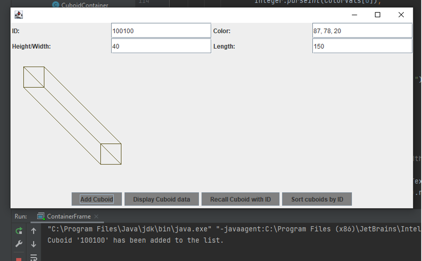 CuboidContainer
Integer.parseInt(colorVals[0]),
ID: 100100 Color: 87, 78, 20
Height/Width: 40 Length: 150
Add Cuboid Display Cuboid data Recall Cuboid with ID Sort cuboids by ID
Run: ContainerFrame
"C:\Program Files\Java\jdk\bin\java.exe" "-javaagent:C:\Program Files (x86)\JetBrains\Intel
Cuboid '100100' has been added to the list.